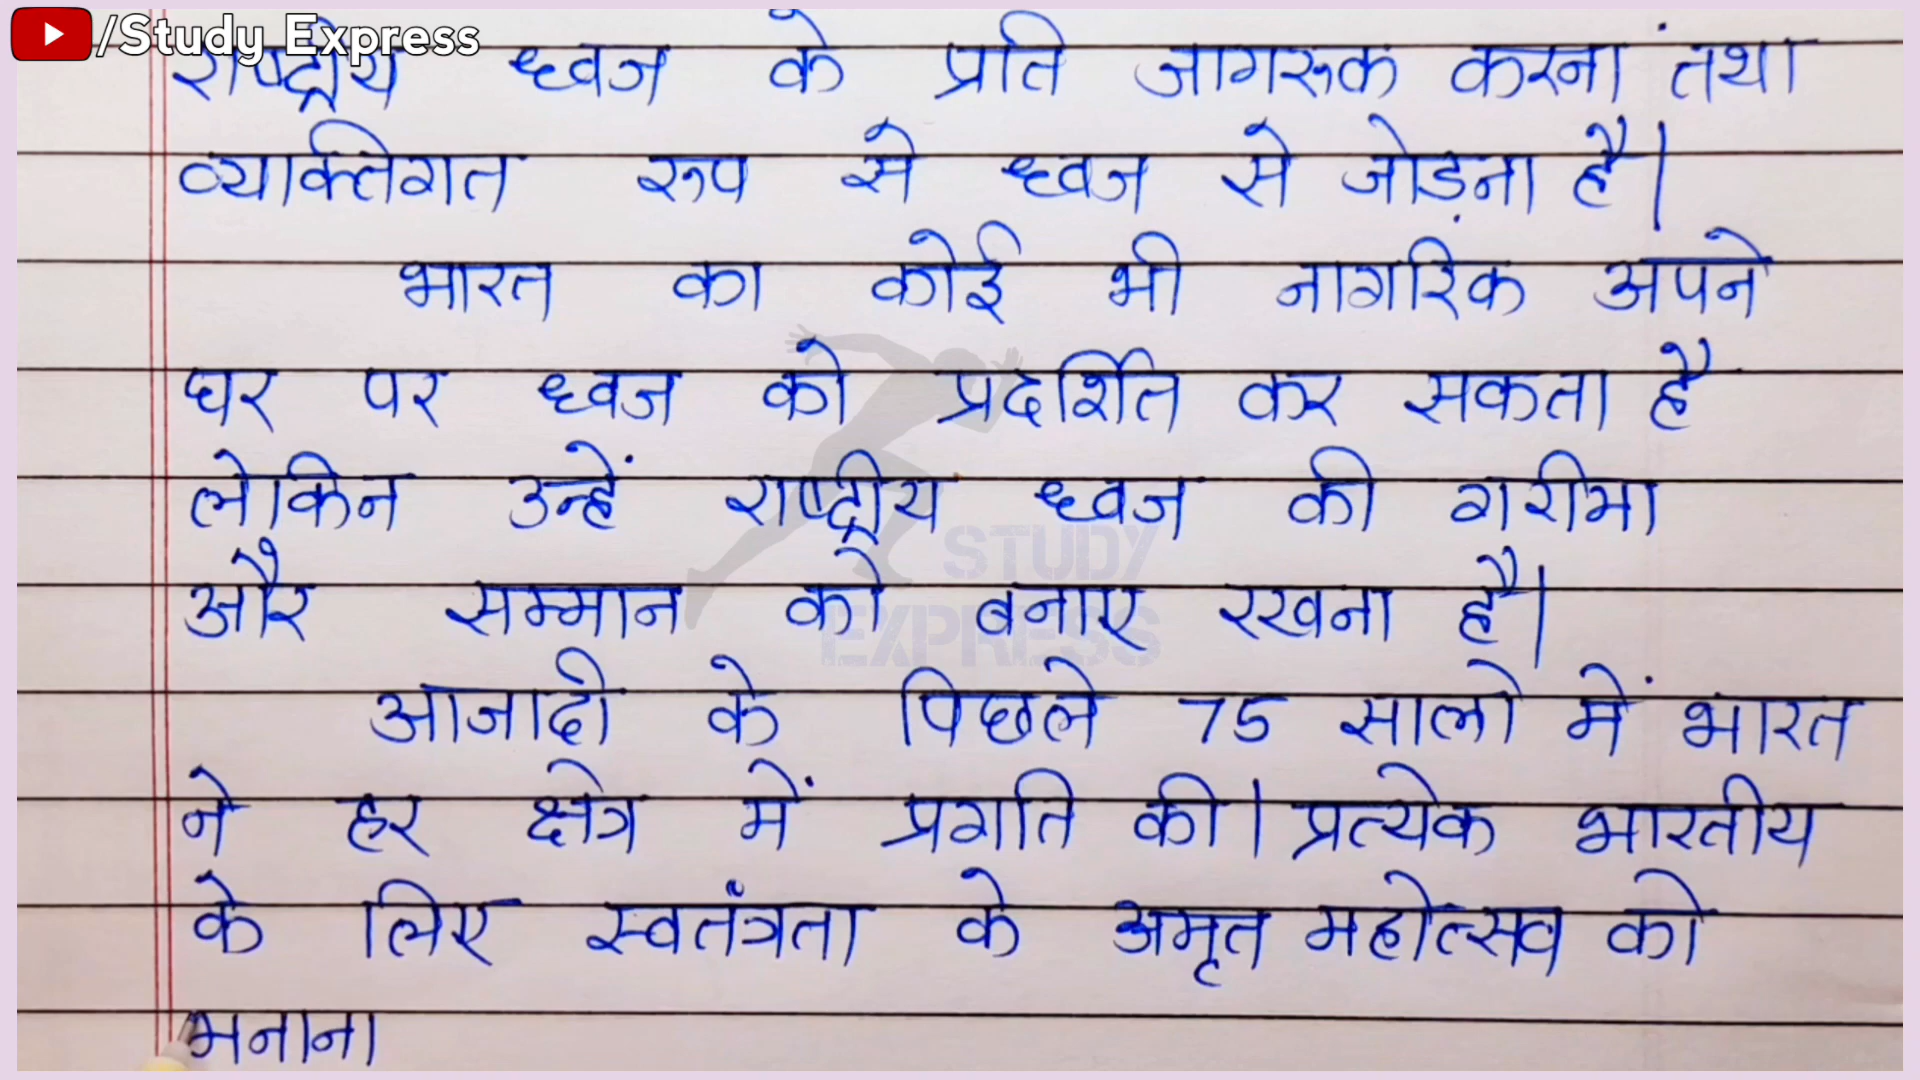 /Study Express
राष्ट्रीय ध्वज के प्रति जागरूक करना तथा
व्यक्तिगत रूप से ध्वज से जोड़ना है।
भारत का कोई भी नागरिक अपने
घर पर ध्वज को प्रदर्शित कर सकता है
लेकिन उन्हें राष्ट्रीय ध्वज की गरीमा
और सम्मान को बनाए रखना है।
आजादी के पिछले 75 सालो में भारत
ने हर क्षेत्र में प्रगति की। प्रत्येक भारतीय
के लिए स्वतंत्रता के अमृत महोत्सव को
मनाना
STUDY
EXPRESS